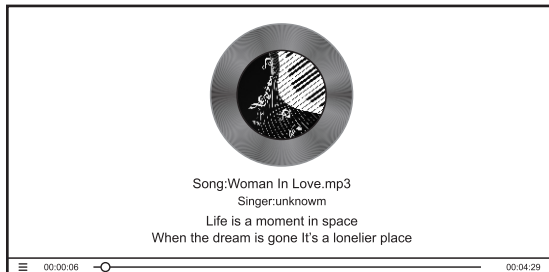 Song:Woman In Love.mp3
Singer:unknowm
Life is a moment in space
When the dream is gone It's a lonelier place
00:00:06
00:04:29